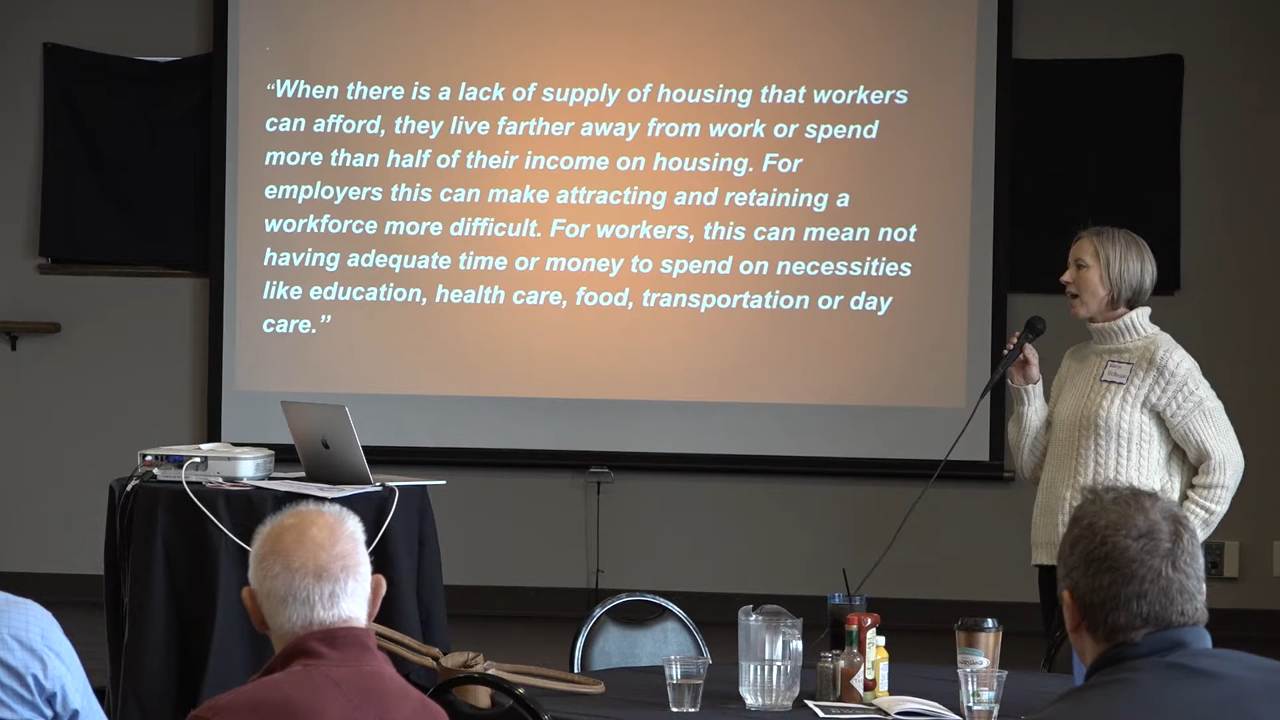 “When there is a lack of supply of housing that workers
can afford, they live farther away from work or spend
more than half of their income on housing. For
employers this can make attracting and retaining a
workforce more difficult. For workers, this can mean not
having adequate time or money to spend on necessities
like education, health care, food, transportation or day
care.”